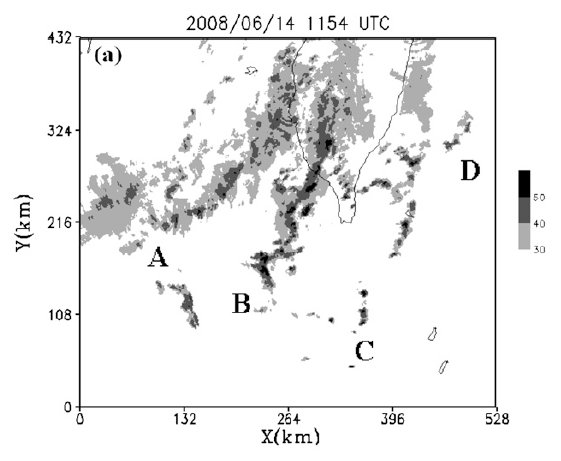 2008/06/14 1154 UTC
432
(a)
324
D
216
A
B
108
C
0
Y(km)
0 132 264 396 528
X(km)
50
40
30